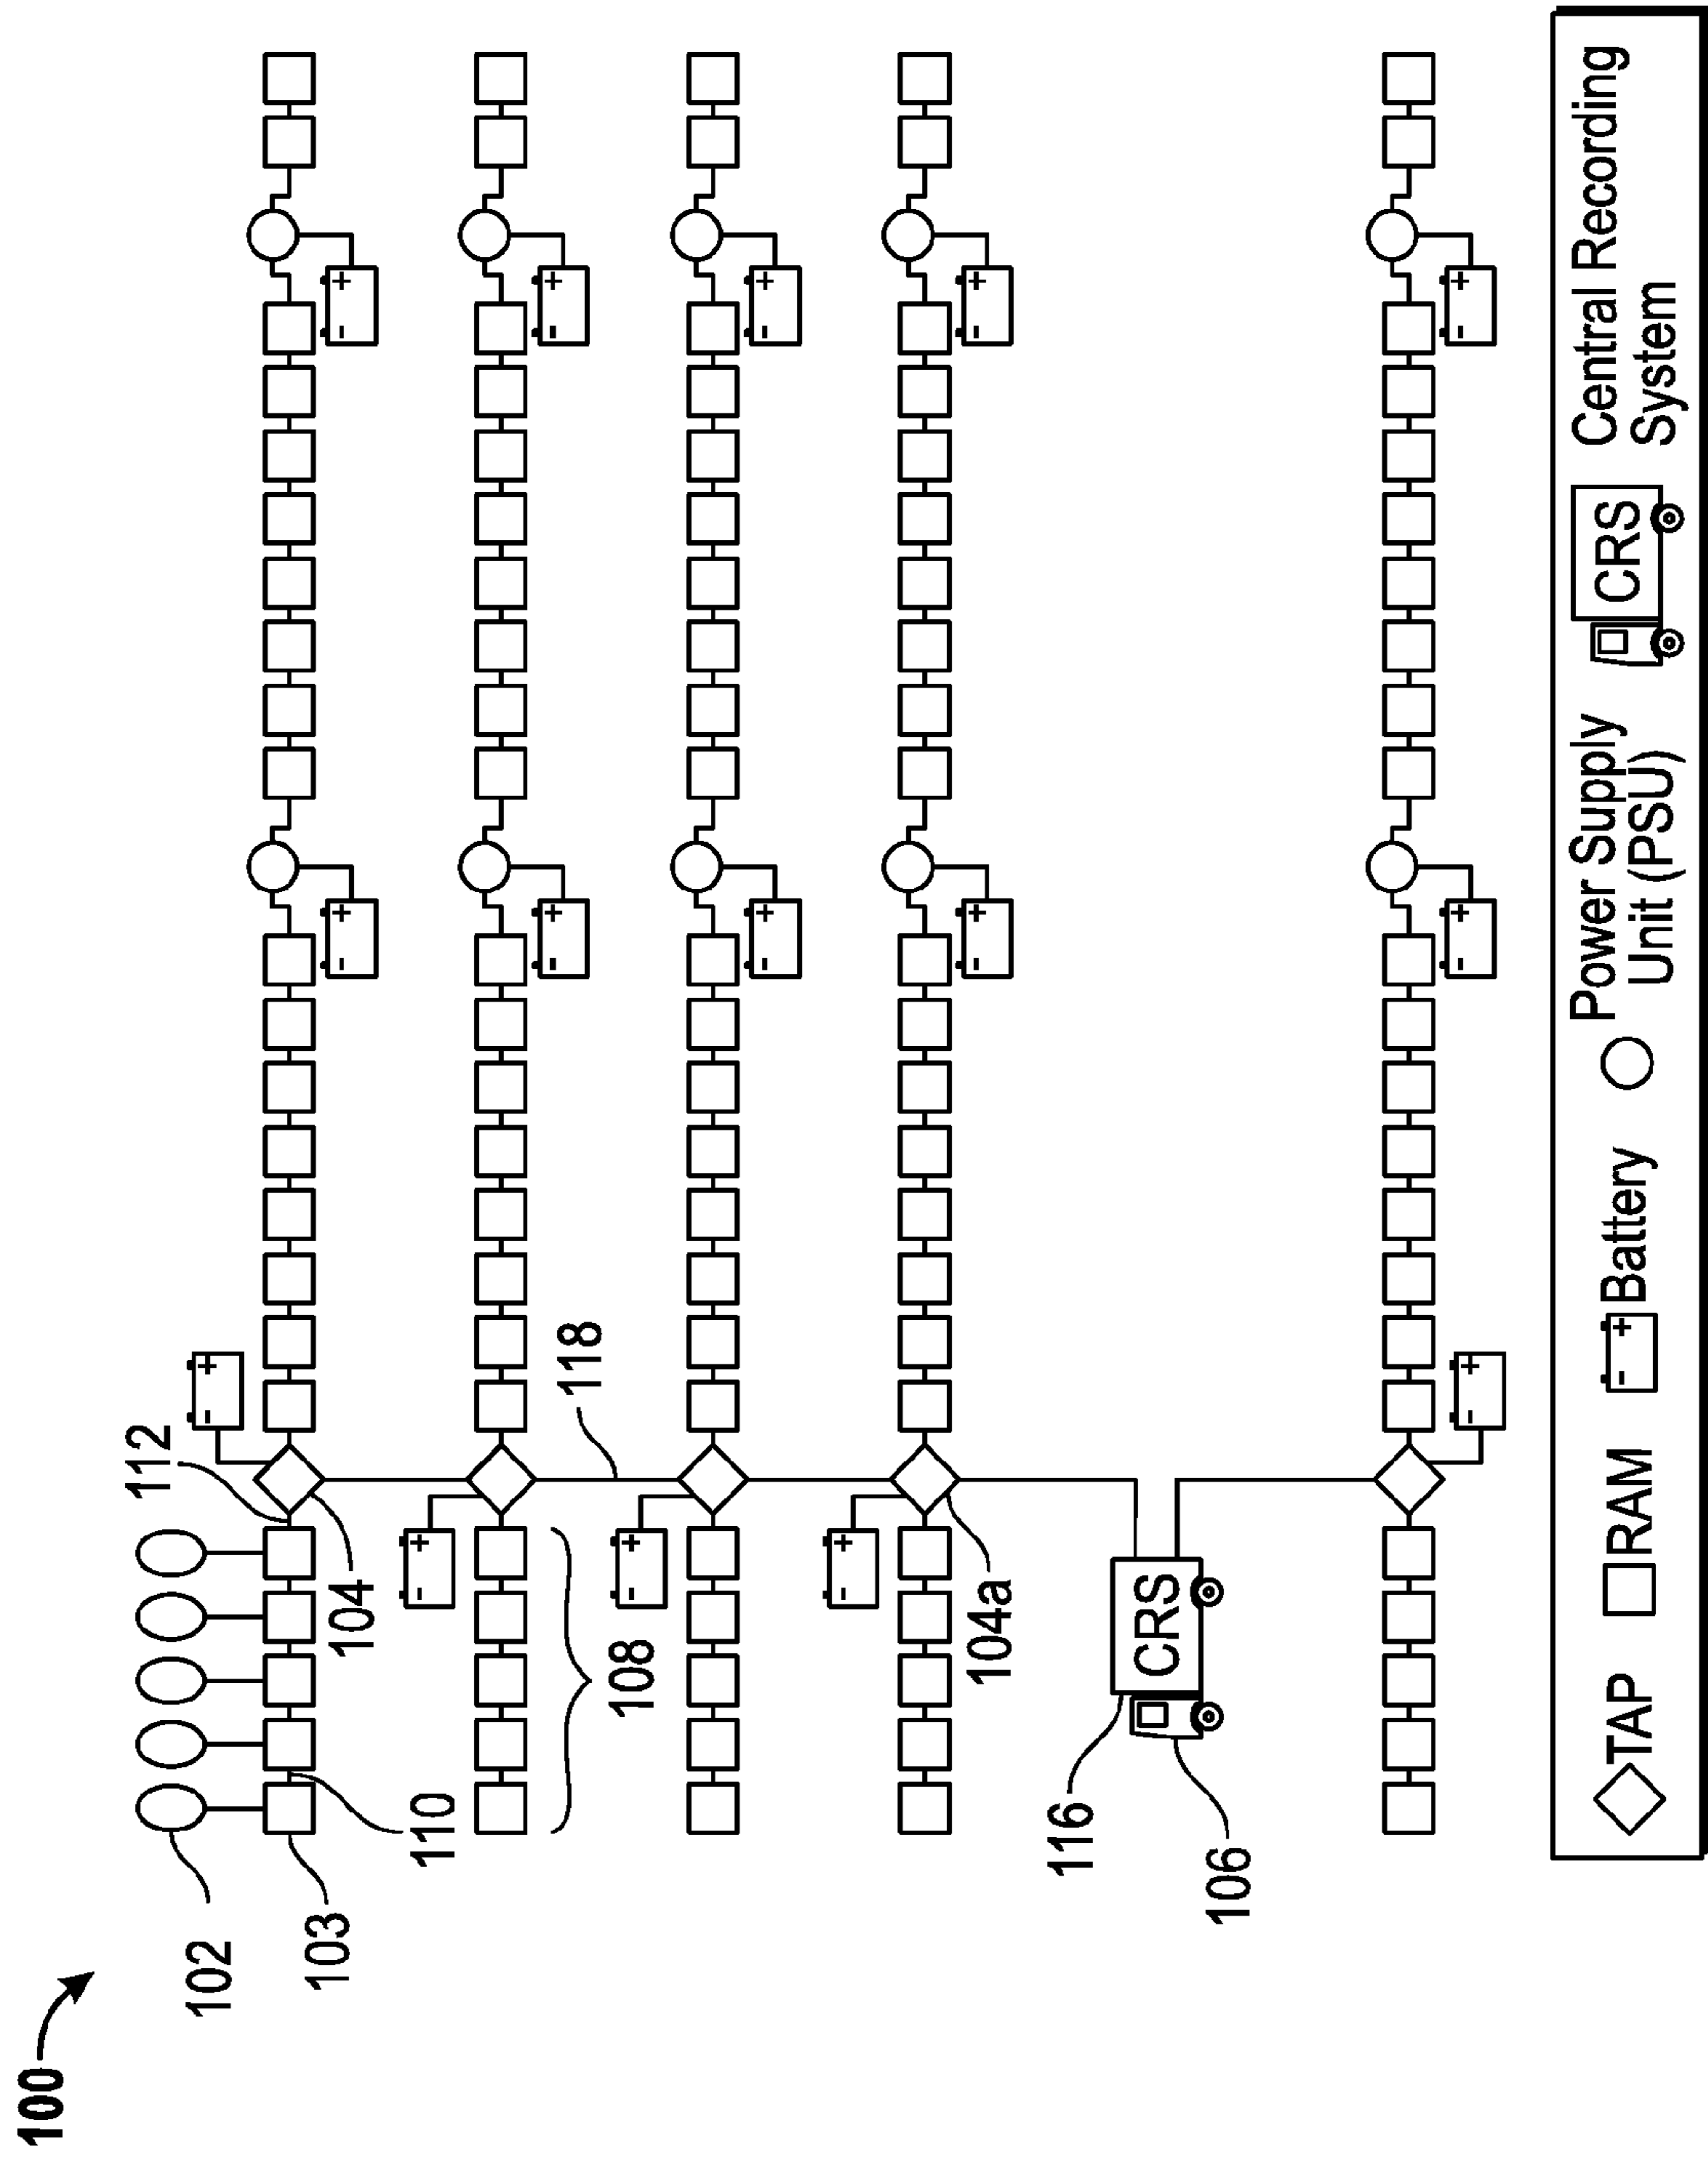 100
102
103
110
112
104
108
118
104a
116
106
CRS
TAP
RAM
Battery
Power Supply
Unit (PSU)
CRS
Central Recording
System